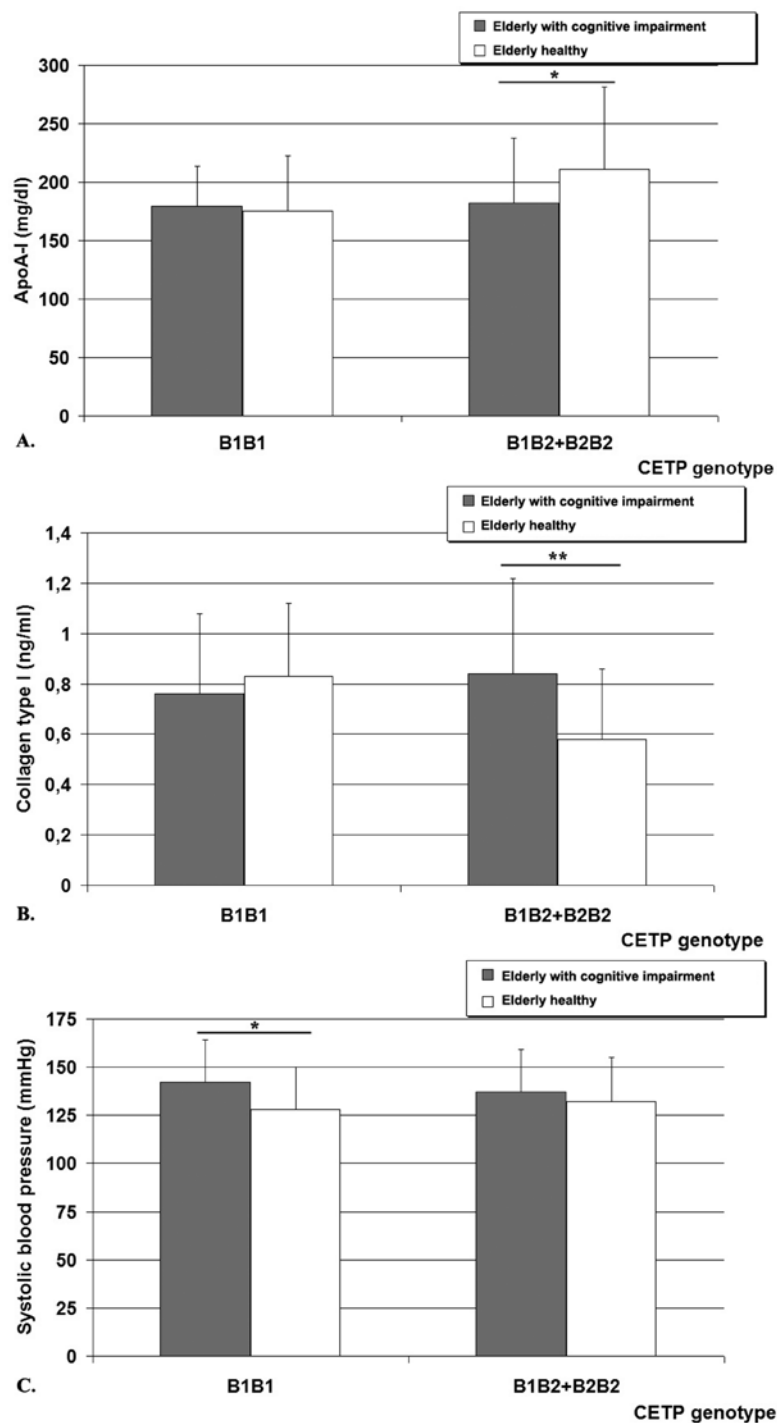 Elderly with cognitive impairment
Elderly healthy
300
*
250
200
150
100
50
0
ApoA-I (mg/dl)
A.
B1B1
B1B2+B2B2
CETP genotype
Elderly with cognitive impairment
Elderly healthy
1,4
**
1,2
1
0,8
0,6
0,4
0,2
0
Collagen type I (ng/ml)
B.
B1B1
B1B2+B2B2
CETP genotype
Elderly with cognitive impairment
Elderly healthy
175
*
150
125
100
75
50
25
0
Systolic blood pressure (mmHg)
C.
B1B1
B1B2+B2B2
CETP genotype